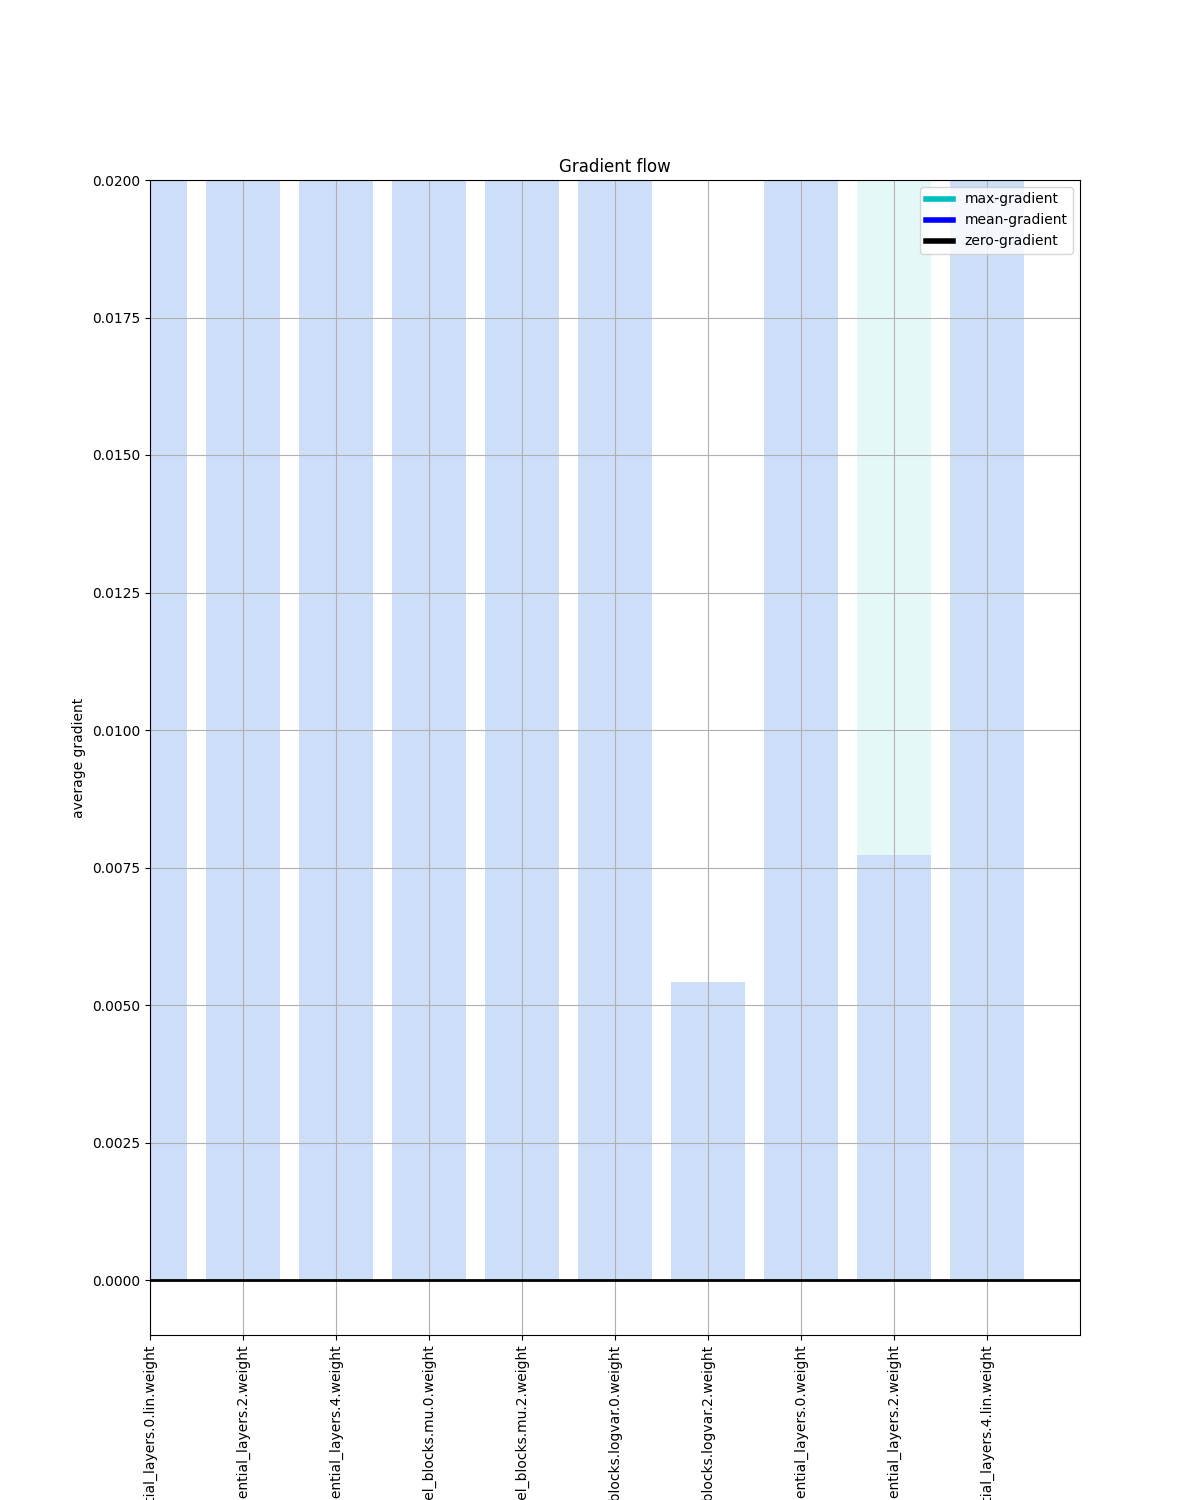 Gradient flow
max-gradient
mean-gradient
zero-gradient
0.0200
0.0175
0.0150
0.0125
0.0100
0.0075
0.0050
0.0025
0.0000
average gradient
tial_layers.0.lin.weight
ential_layers.2.weight
ential_layers.4.weight
el_blocks.mu.0.weight
el_blocks.mu.2.weight
blocks.logvar.0.weight
blocks.logvar.2.weight
ential_layers.0.weight
ential_layers.2.weight
tial_layers.4.lin.weight